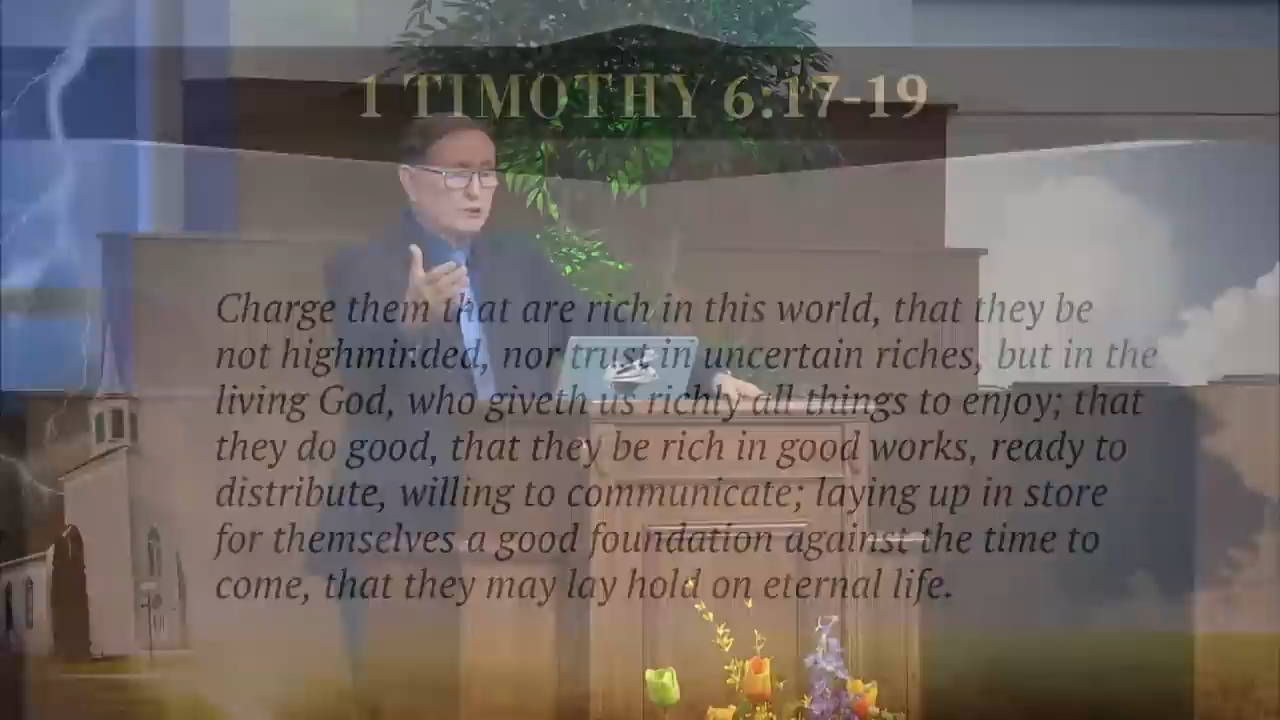 1 TIMOTHY 6:17-19
Charge them that are rich in this world, that they be
not highminded, nor trust in uncertain riches, but in the
living God, who giveth us richly all things to enjoy; that
they do good, that they be rich in good works, ready to
distribute, willing to communicate; laying up in store
for themselves a good foundation against the time to
come, that they may lay hold on eternal life.